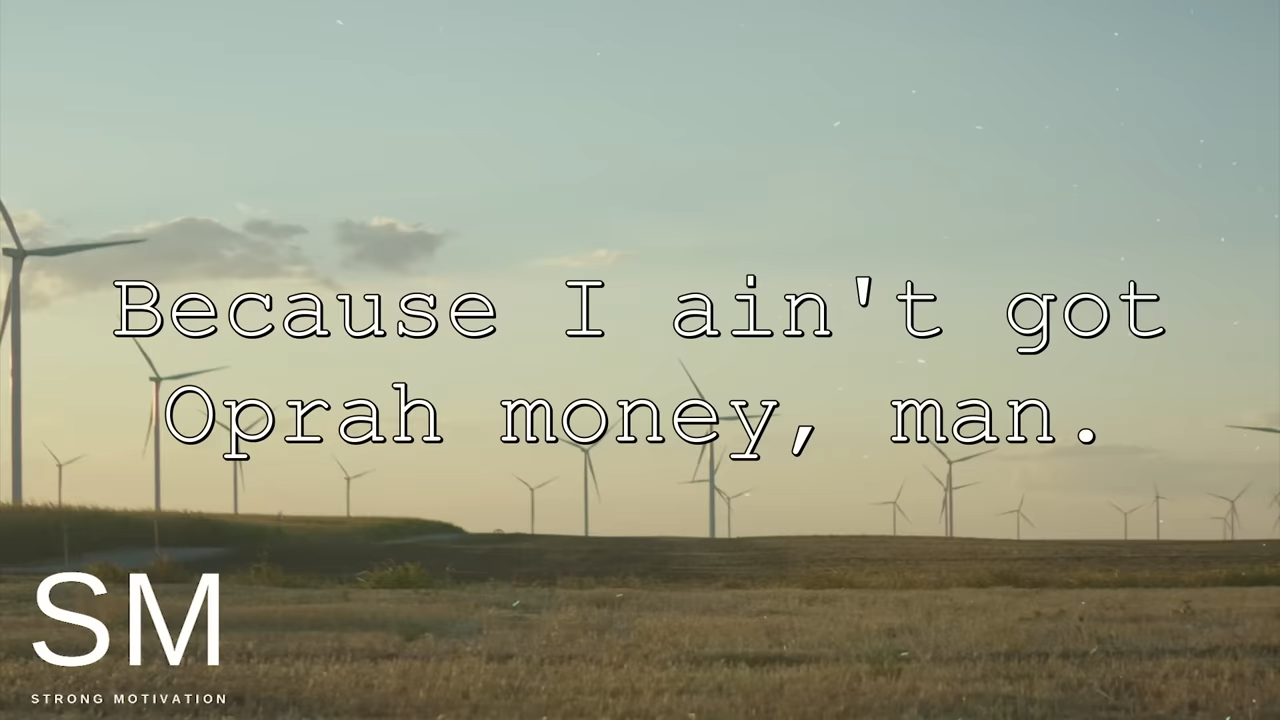 Because I ain't got
Oprah money, man.
SM
STRONG MOTIVATION